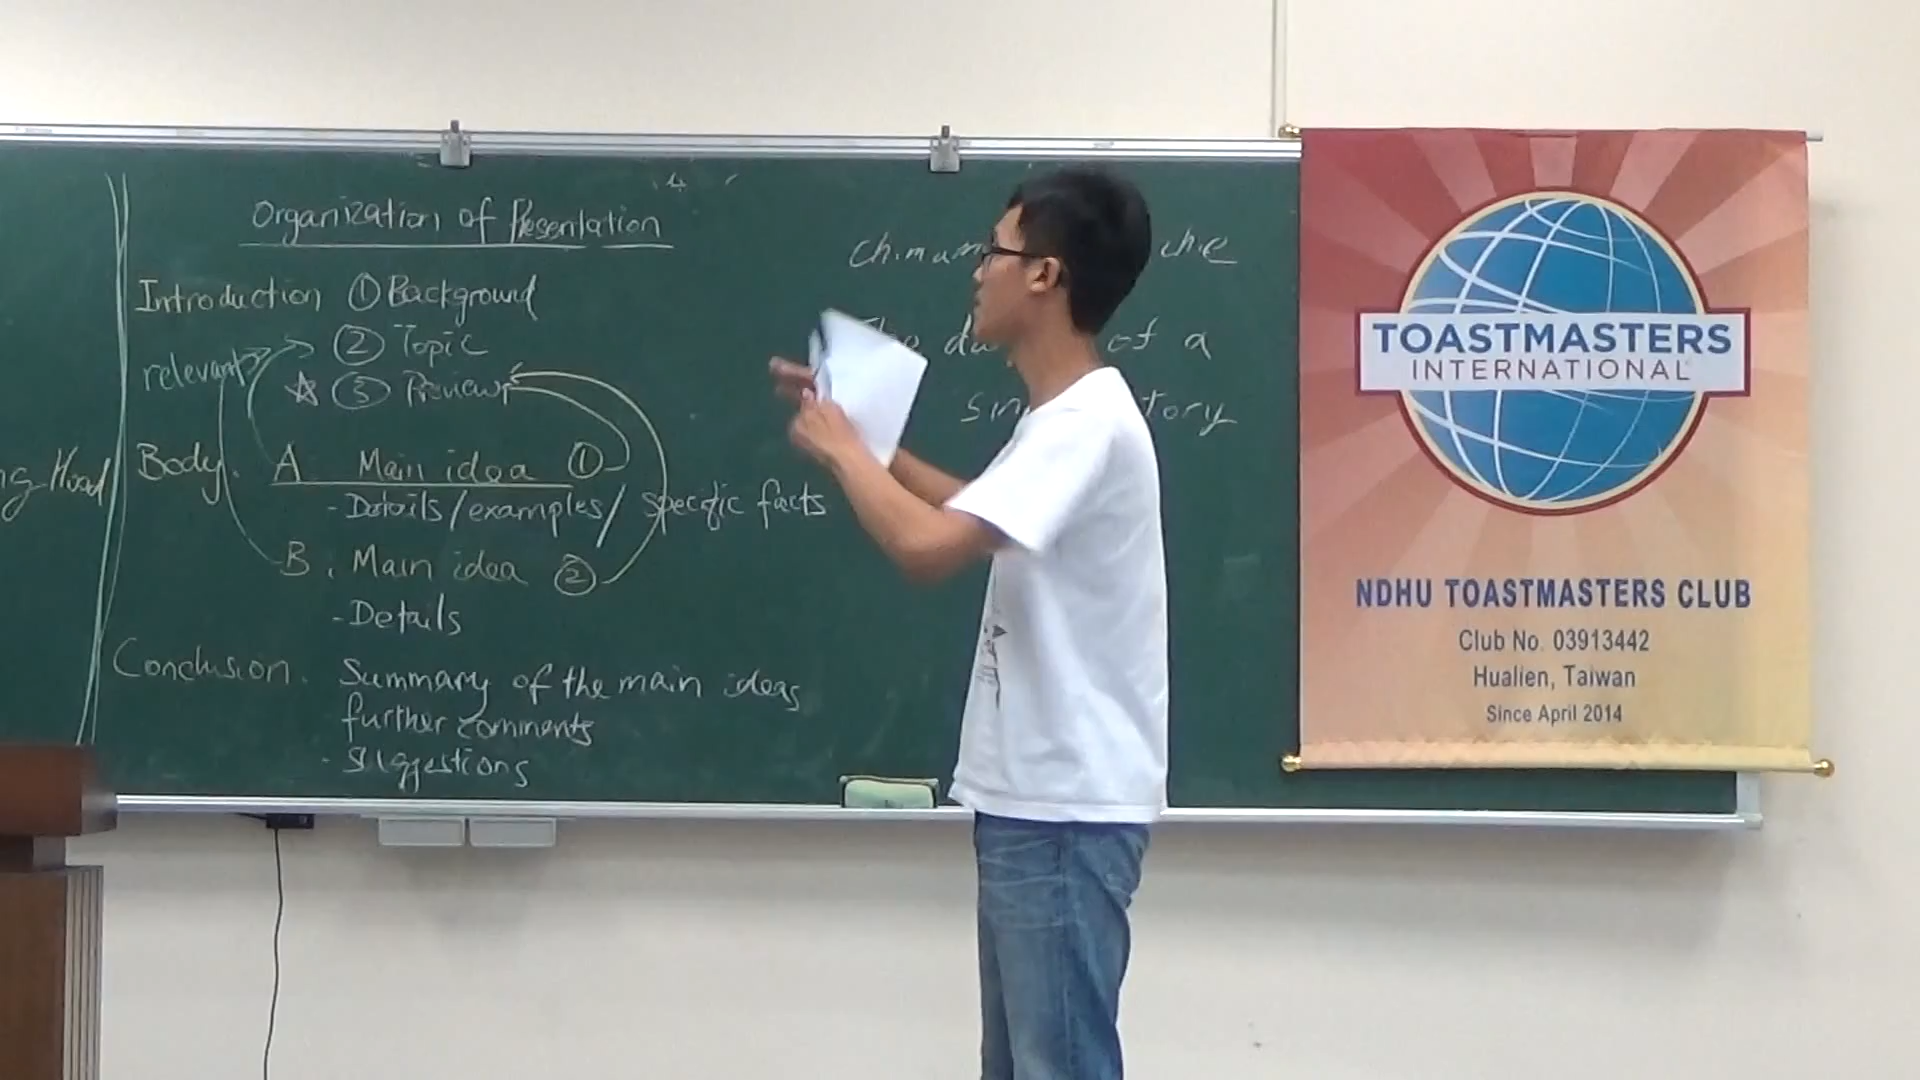 Organization of Presentation
Introduction ① Background
② Topic
relevant
☆ ③ Preview
Body. A Main idea ①
- Details/examples/ specific facts
B. Main idea ②
- Details
Conclusion. Summary of the main ideas
further comments
- suggestions
of a
TOASTMASTERS
INTERNATIONAL
NDHU TOASTMASTERS CLUB
Club No. 03913442
Hualien, Taiwan
Since April 2014